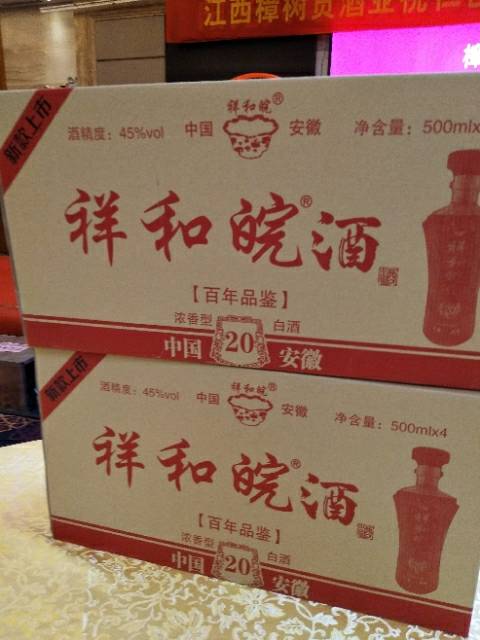 江西樟树贡酒业祝
新款上市
祥和皖®
酒精度：45%vol 中国 安徽 净含量：500mlx
祥和皖®酒
【百年品鉴】
浓香型 20 白酒
中国 安徽
新款上市
祥和皖®
酒精度：45%vol 中国 安徽 净含量：500mlx4
祥和皖®酒
【百年品鉴】
浓香型 20 白酒
中国 安徽